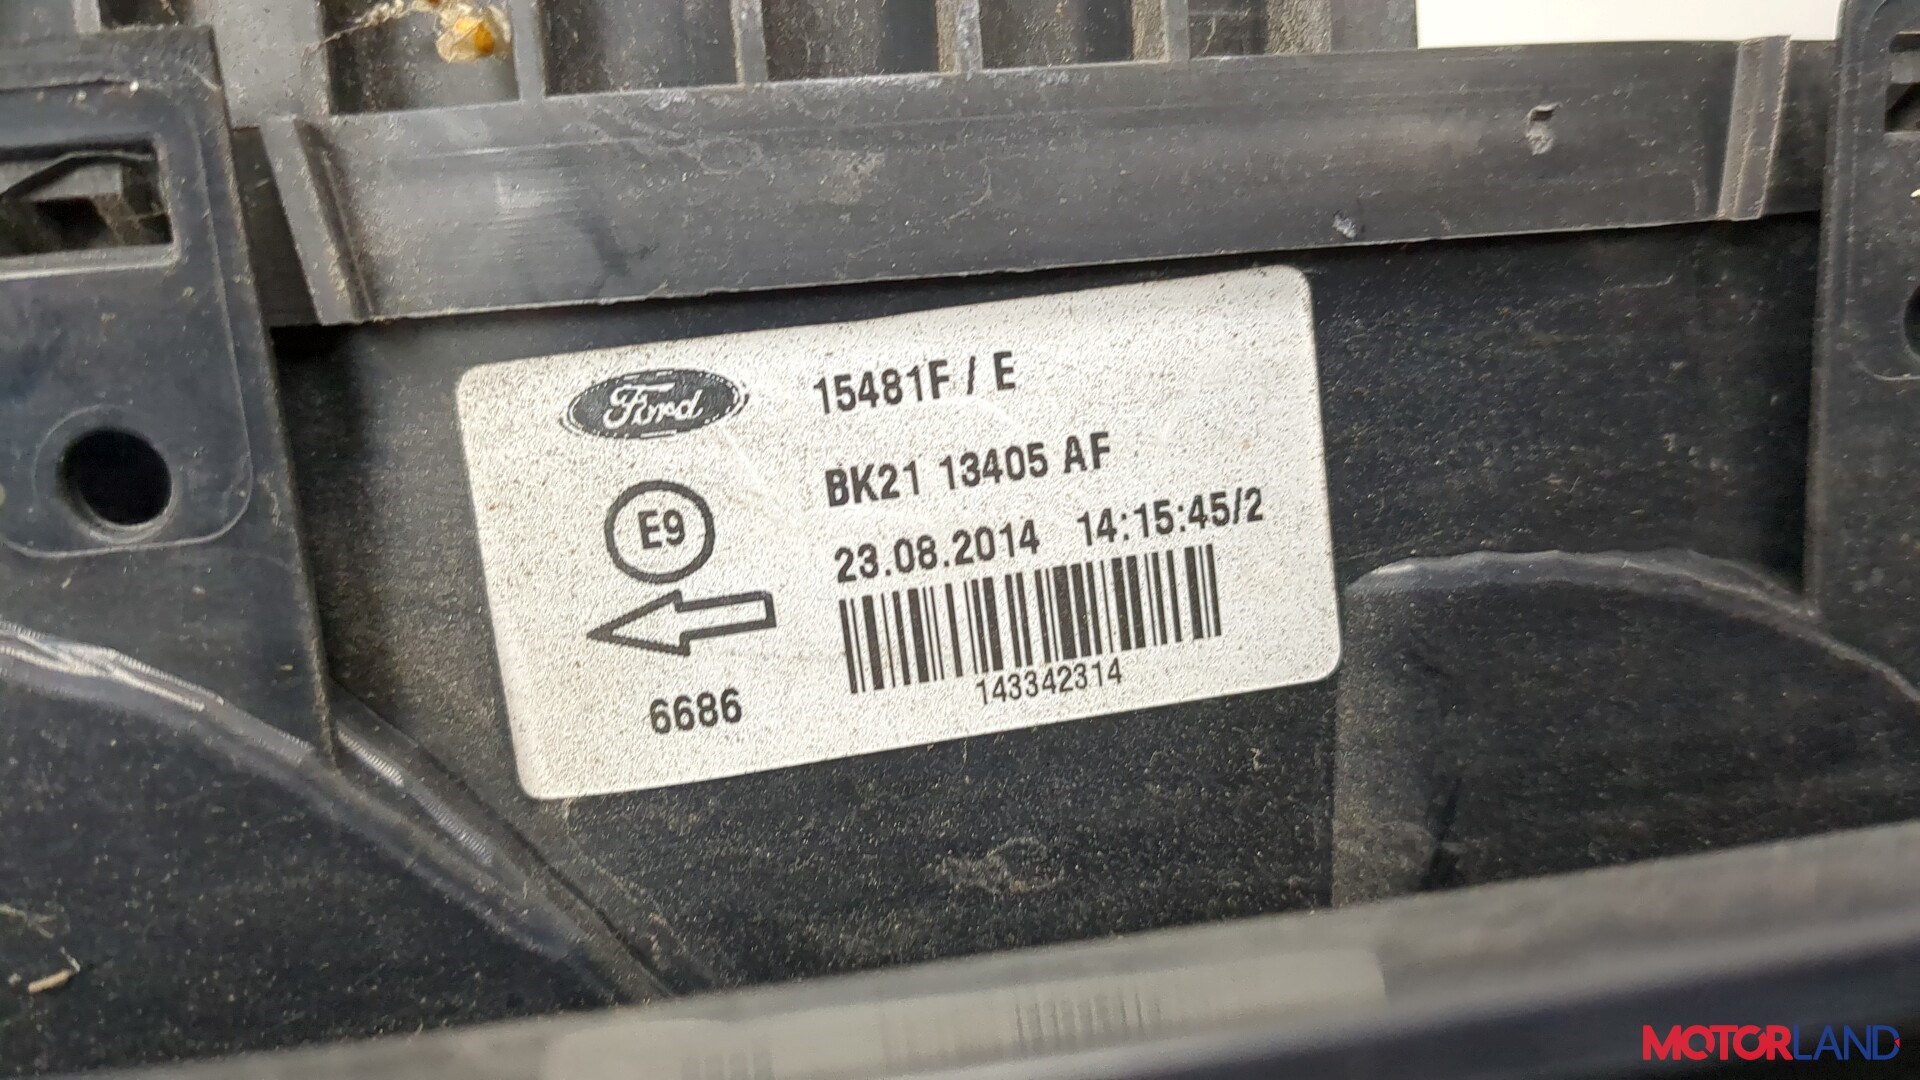 Ford
15481F / E
BK21 13405 AF
E9
23.08.2014 14:15:45/2
143342314
6686
MOTORLAND